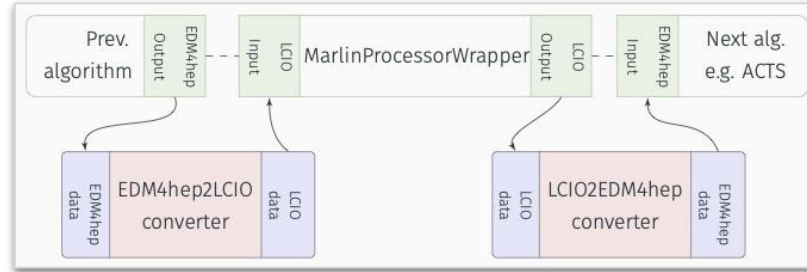 Prev.
algorithm
EDM4hep
Output
LCIO
Input
MarlinProcessorWrapper
LCIO
Output
EDM4hep
Input
Next alg.
e.g. ACTS
EDM4hep
data
EDM4hep2LCIO
converter
LCIO
data
LCIO
data
LCIO2EDM4hep
converter
EDM4hep
data